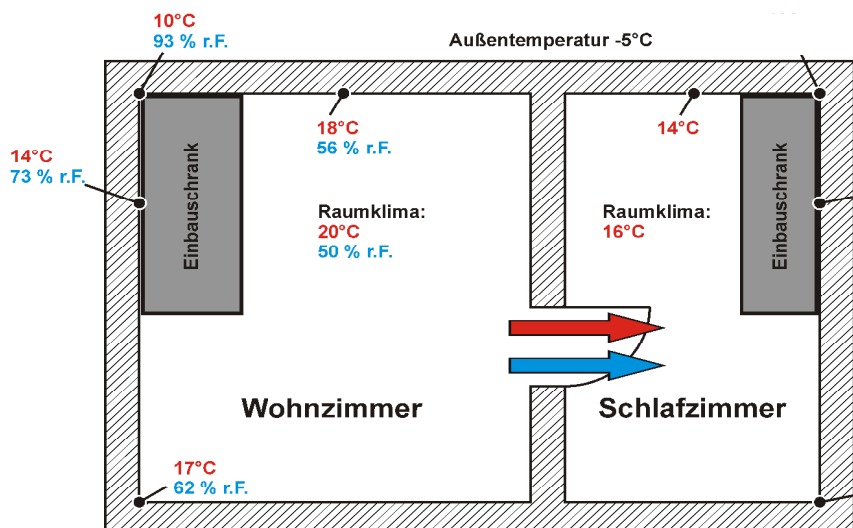 10°C
93 % r.F.
Außentemperatur -5°C
18°C
56 % r.F.
14°C
14°C
73 % r.F.
Einbauschrank
Raumklima:
20°C
50 % r.F.
Raumklima:
16°C
Einbauschrank
Wohnzimmer
Schlafzimmer
17°C
62 % r.F.